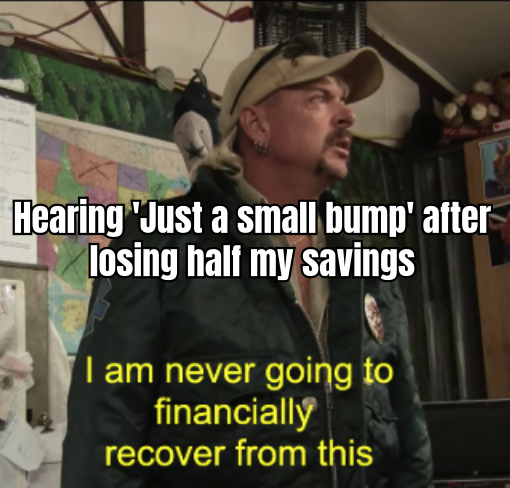 Hearing 'Just a small bump' after
losing half my savings
I am never going to
financially
recover from this